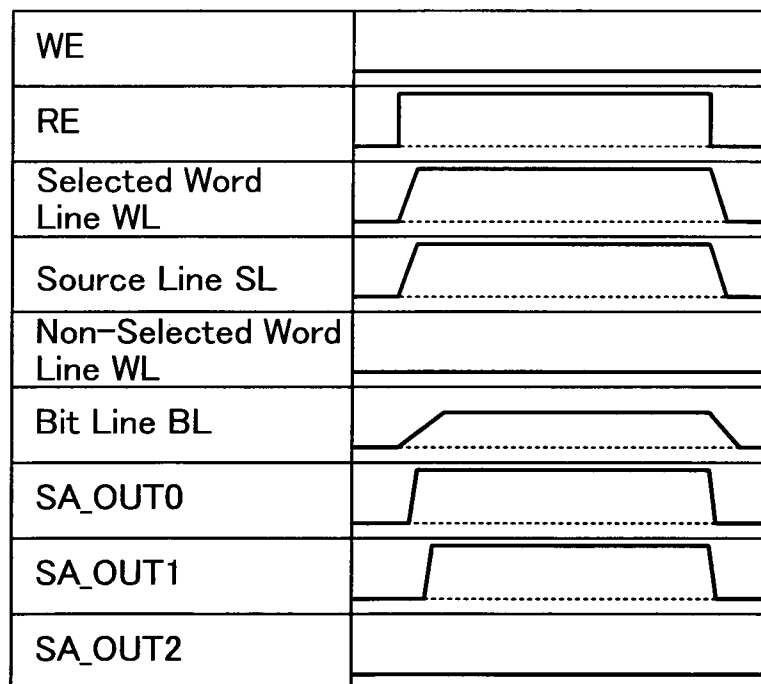 WE
RE
Selected Word
Line WL
Source Line SL
Non-Selected Word
Line WL
Bit Line BL
SA_OUT0
SA_OUT1
SA_OUT2